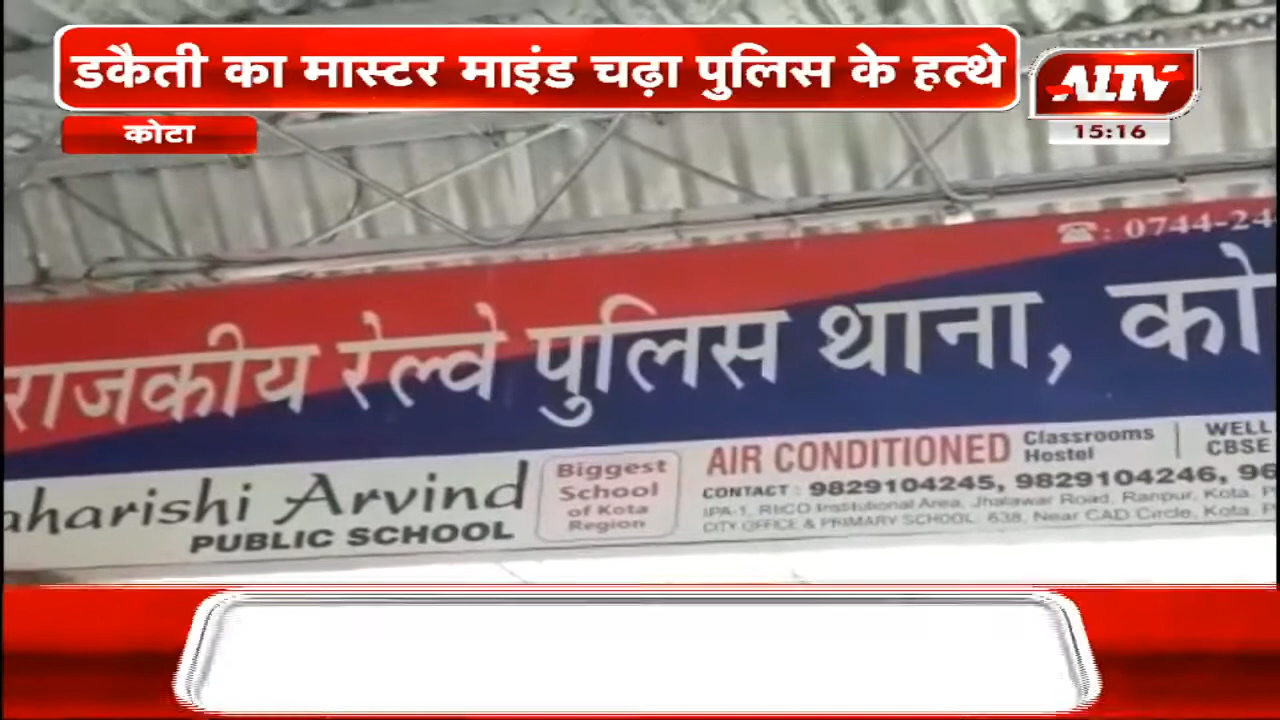 डकैती का मास्टर माइंड चढ़ा पुलिस के हत्थे
ALTV
15:16
कोटा
☎: 0744-24
राजकीय रेल्वे पुलिस थाना, को
aharishi Arvind
PUBLIC SCHOOL
Biggest
School
of Kota
Region
AIR CONDITIONED
Classrooms
Hostel
WELL
CBSE
CONTACT : 9829104245, 9829104246, 96
IPA-1, RIICO Institutional Area, Jhalawar Road, Ranpur, Kota.
CITY OFFICE & PRIMARY SCHOOL: 638, Near CAD Circle, Kota.